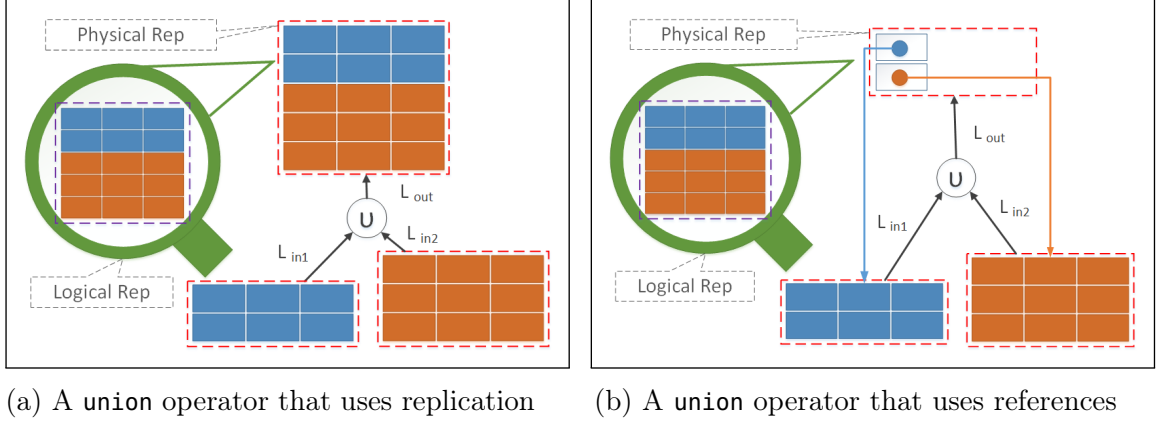 Physical Rep
L out
U
L in1
L in2
Logical Rep
(a) A union operator that uses replication
Physical Rep
L out
U
L in1
L in2
Logical Rep
(b) A union operator that uses references